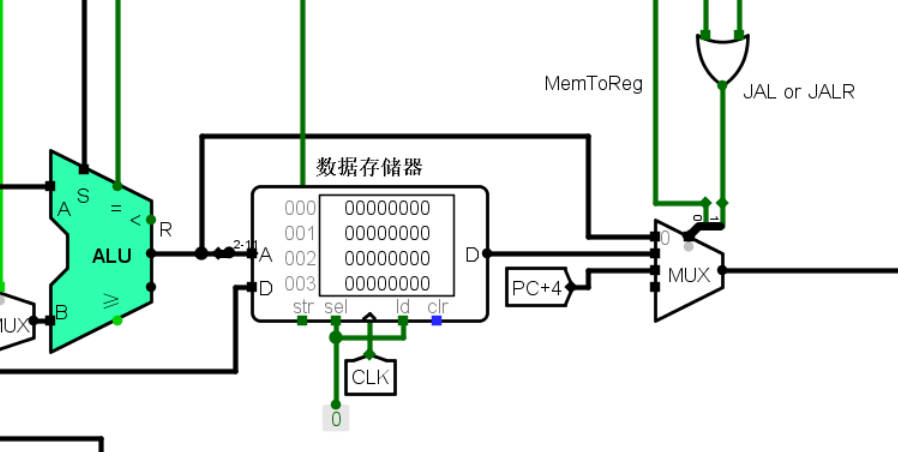 MemToReg
JAL or JALR
数据存储器
S
A
=
<
R
ALU
≥
B
MUX
2-11
A
D
000 00000000
001 00000000
002 00000000
003 00000000
D
str sel ld clr
CLK
0
PC+4
0 1
0
MUX